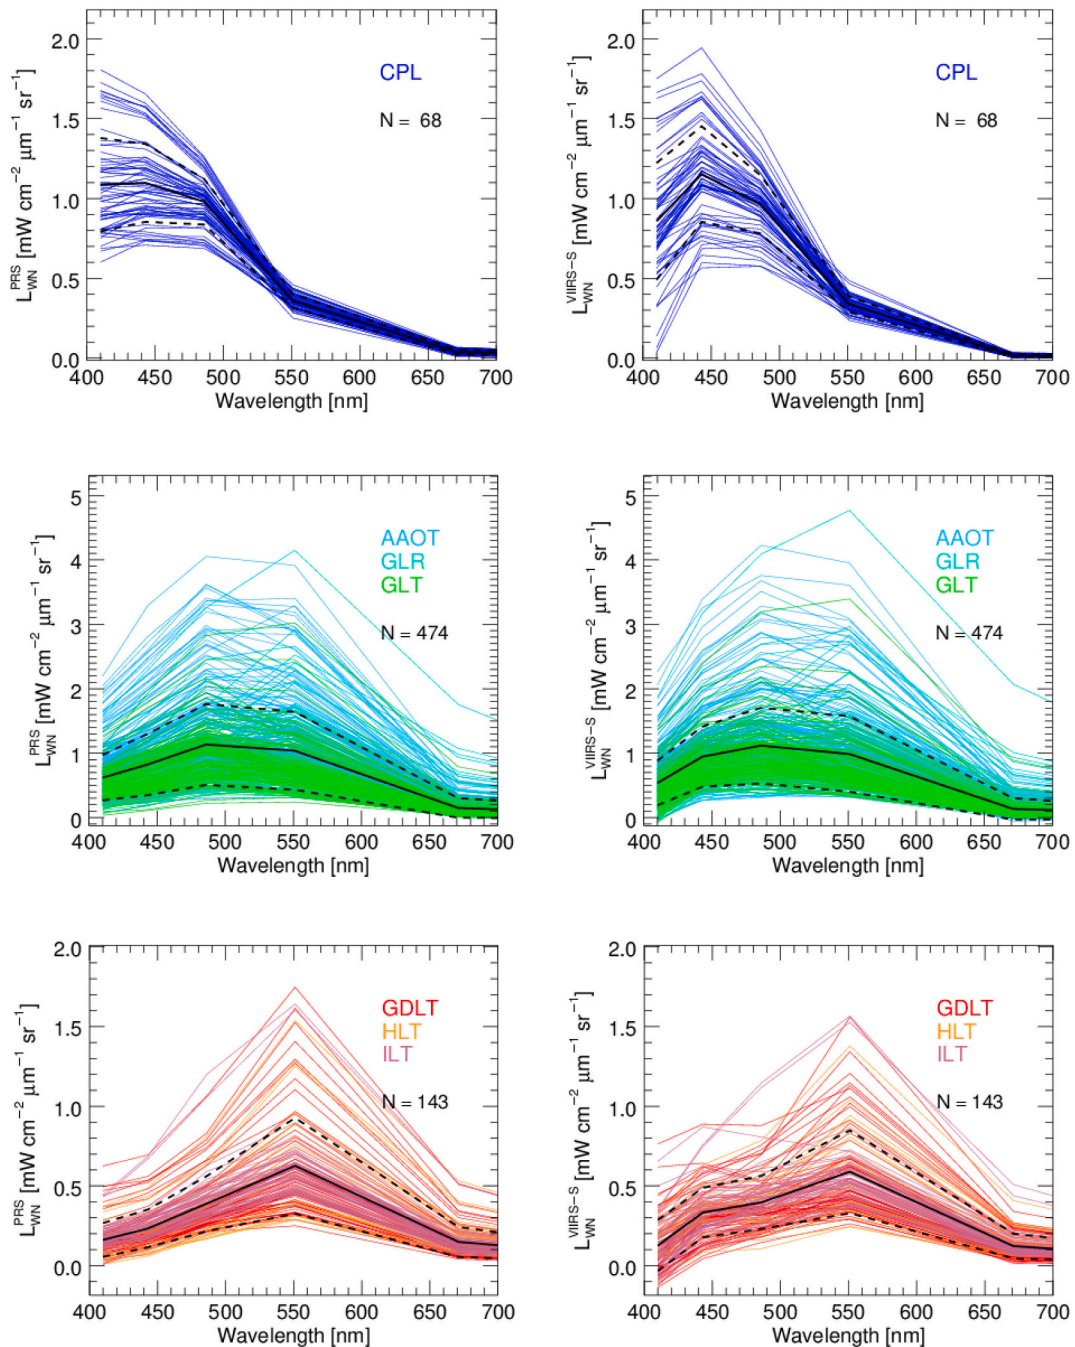 2.0
1.5
1.0
0.5
0.0
L_WN^PRS [mW cm⁻² µm⁻¹ sr⁻¹]
CPL
N = 68
400 450 500 550 600 650 700
Wavelength [nm]
2.0
1.5
1.0
0.5
0.0
L_WN^VIIRS−S [mW cm⁻² µm⁻¹ sr⁻¹]
CPL
N = 68
400 450 500 550 600 650 700
Wavelength [nm]
5
4
3
2
1
0
L_WN^PRS [mW cm⁻² µm⁻¹ sr⁻¹]
AAOT
GLR
GLT
N = 474
400 450 500 550 600 650 700
Wavelength [nm]
5
4
3
2
1
0
L_WN^VIIRS−S [mW cm⁻² µm⁻¹ sr⁻¹]
AAOT
GLR
GLT
N = 474
400 450 500 550 600 650 700
Wavelength [nm]
2.0
1.5
1.0
0.5
0.0
L_WN^PRS [mW cm⁻² µm⁻¹ sr⁻¹]
GDLT
HLT
ILT
N = 143
400 450 500 550 600 650 700
Wavelength [nm]
2.0
1.5
1.0
0.5
0.0
L_WN^VIIRS−S [mW cm⁻² µm⁻¹ sr⁻¹]
GDLT
HLT
ILT
N = 143
400 450 500 550 600 650 700
Wavelength [nm]